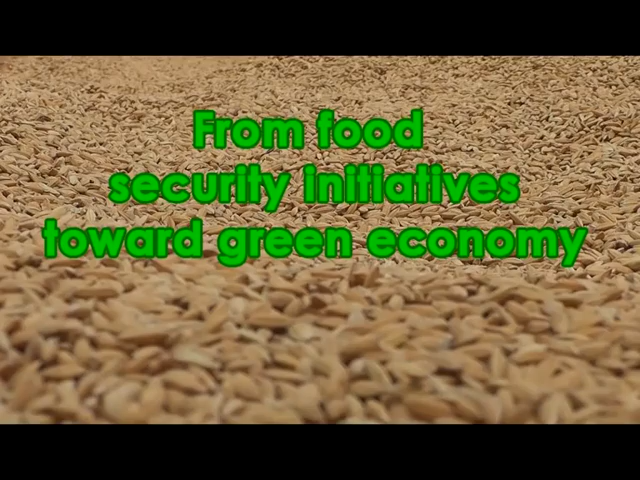 From food
security initiatives
toward green economy